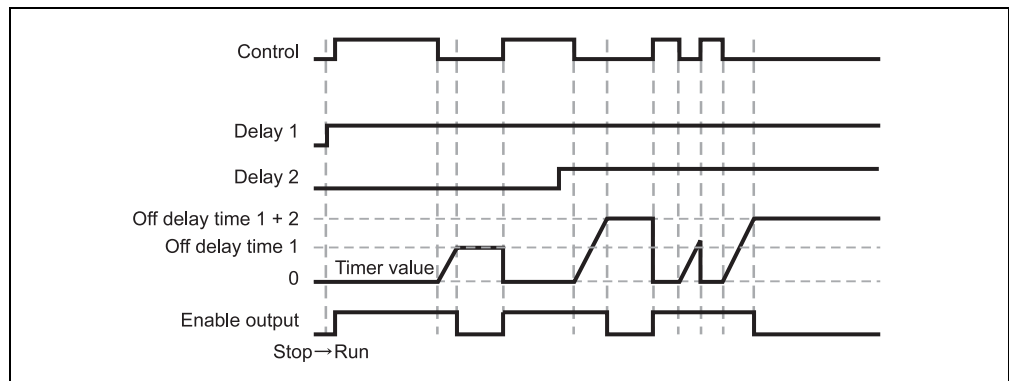 Control
Delay 1
Delay 2
Off delay time 1 + 2
Off delay time 1
Timer value
0
Enable output
Stop→Run